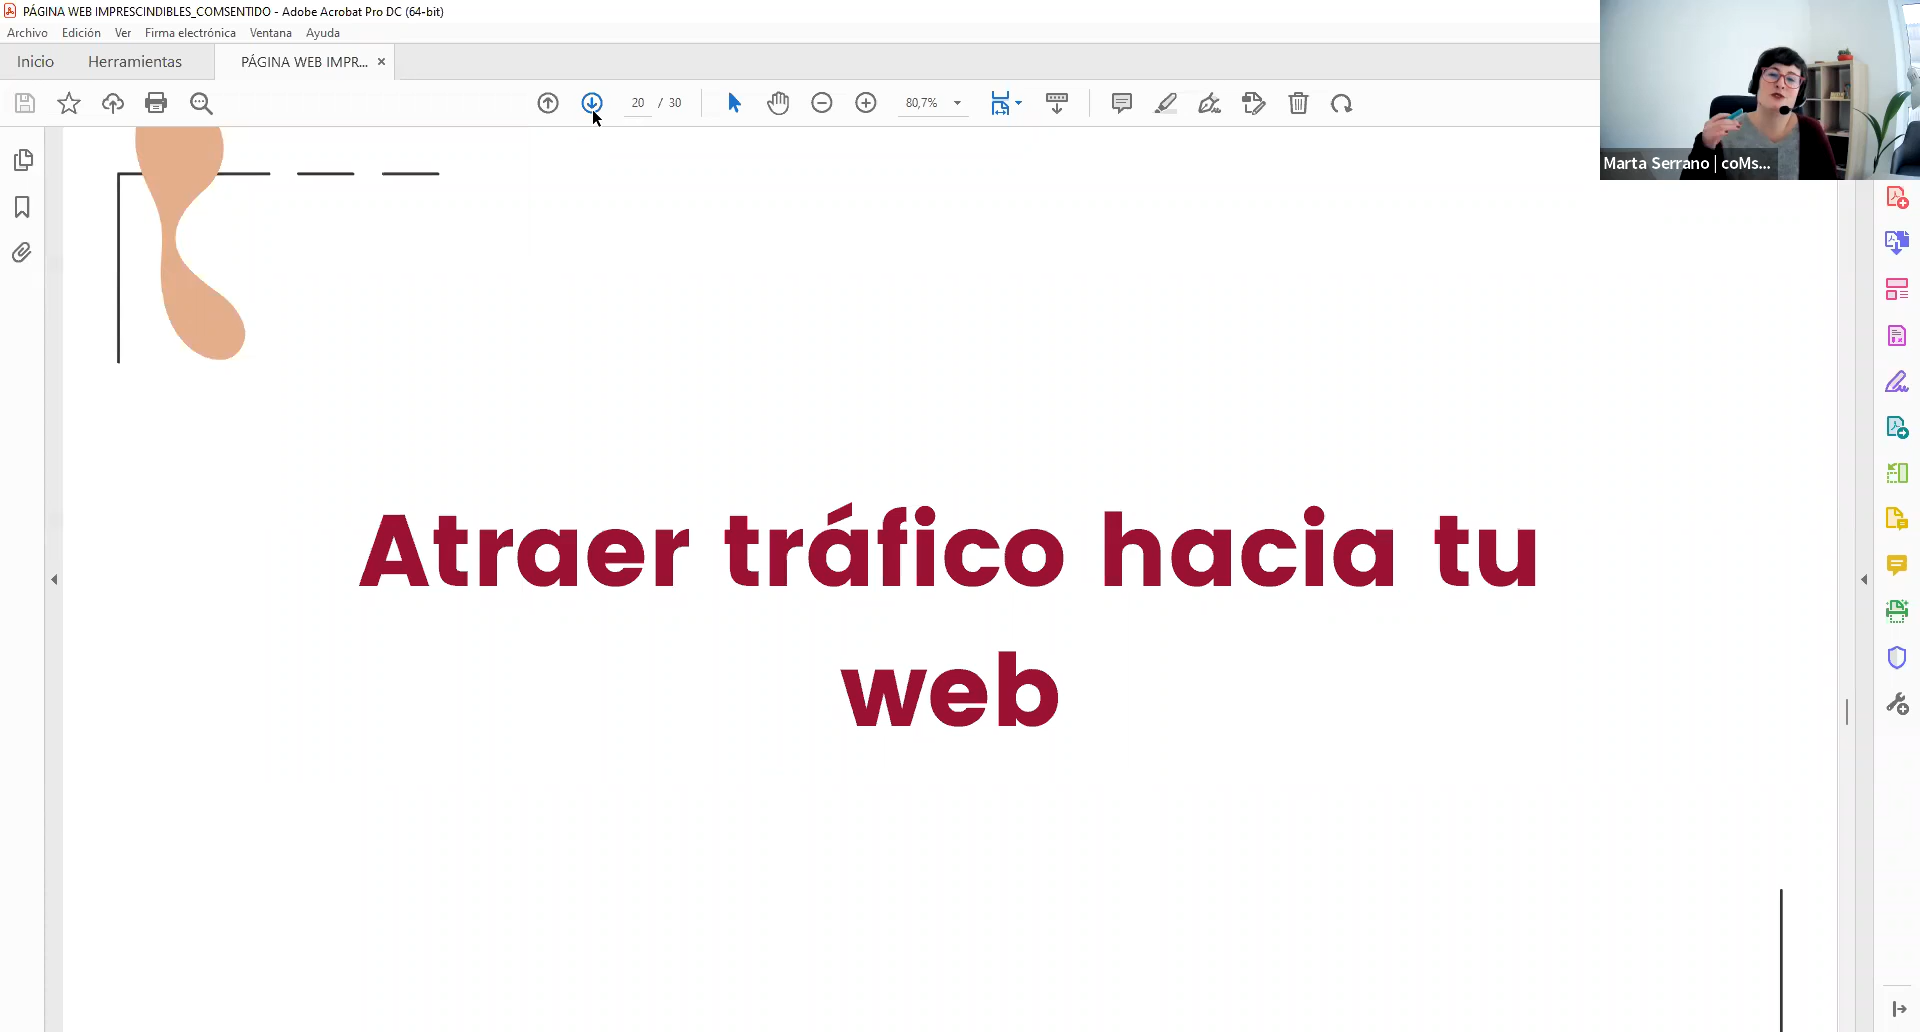 PÁGINA WEB IMPRESCINDIBLES_COMSENTIDO - Adobe Acrobat Pro DC (64-bit)
Archivo Edición Ver Firma electrónica Ventana Ayuda
Inicio Herramientas PÁGINA WEB IMPR... ×
20 / 30 80,7%
Marta Serrano | coMs...
Atraer tráfico hacia tu
web